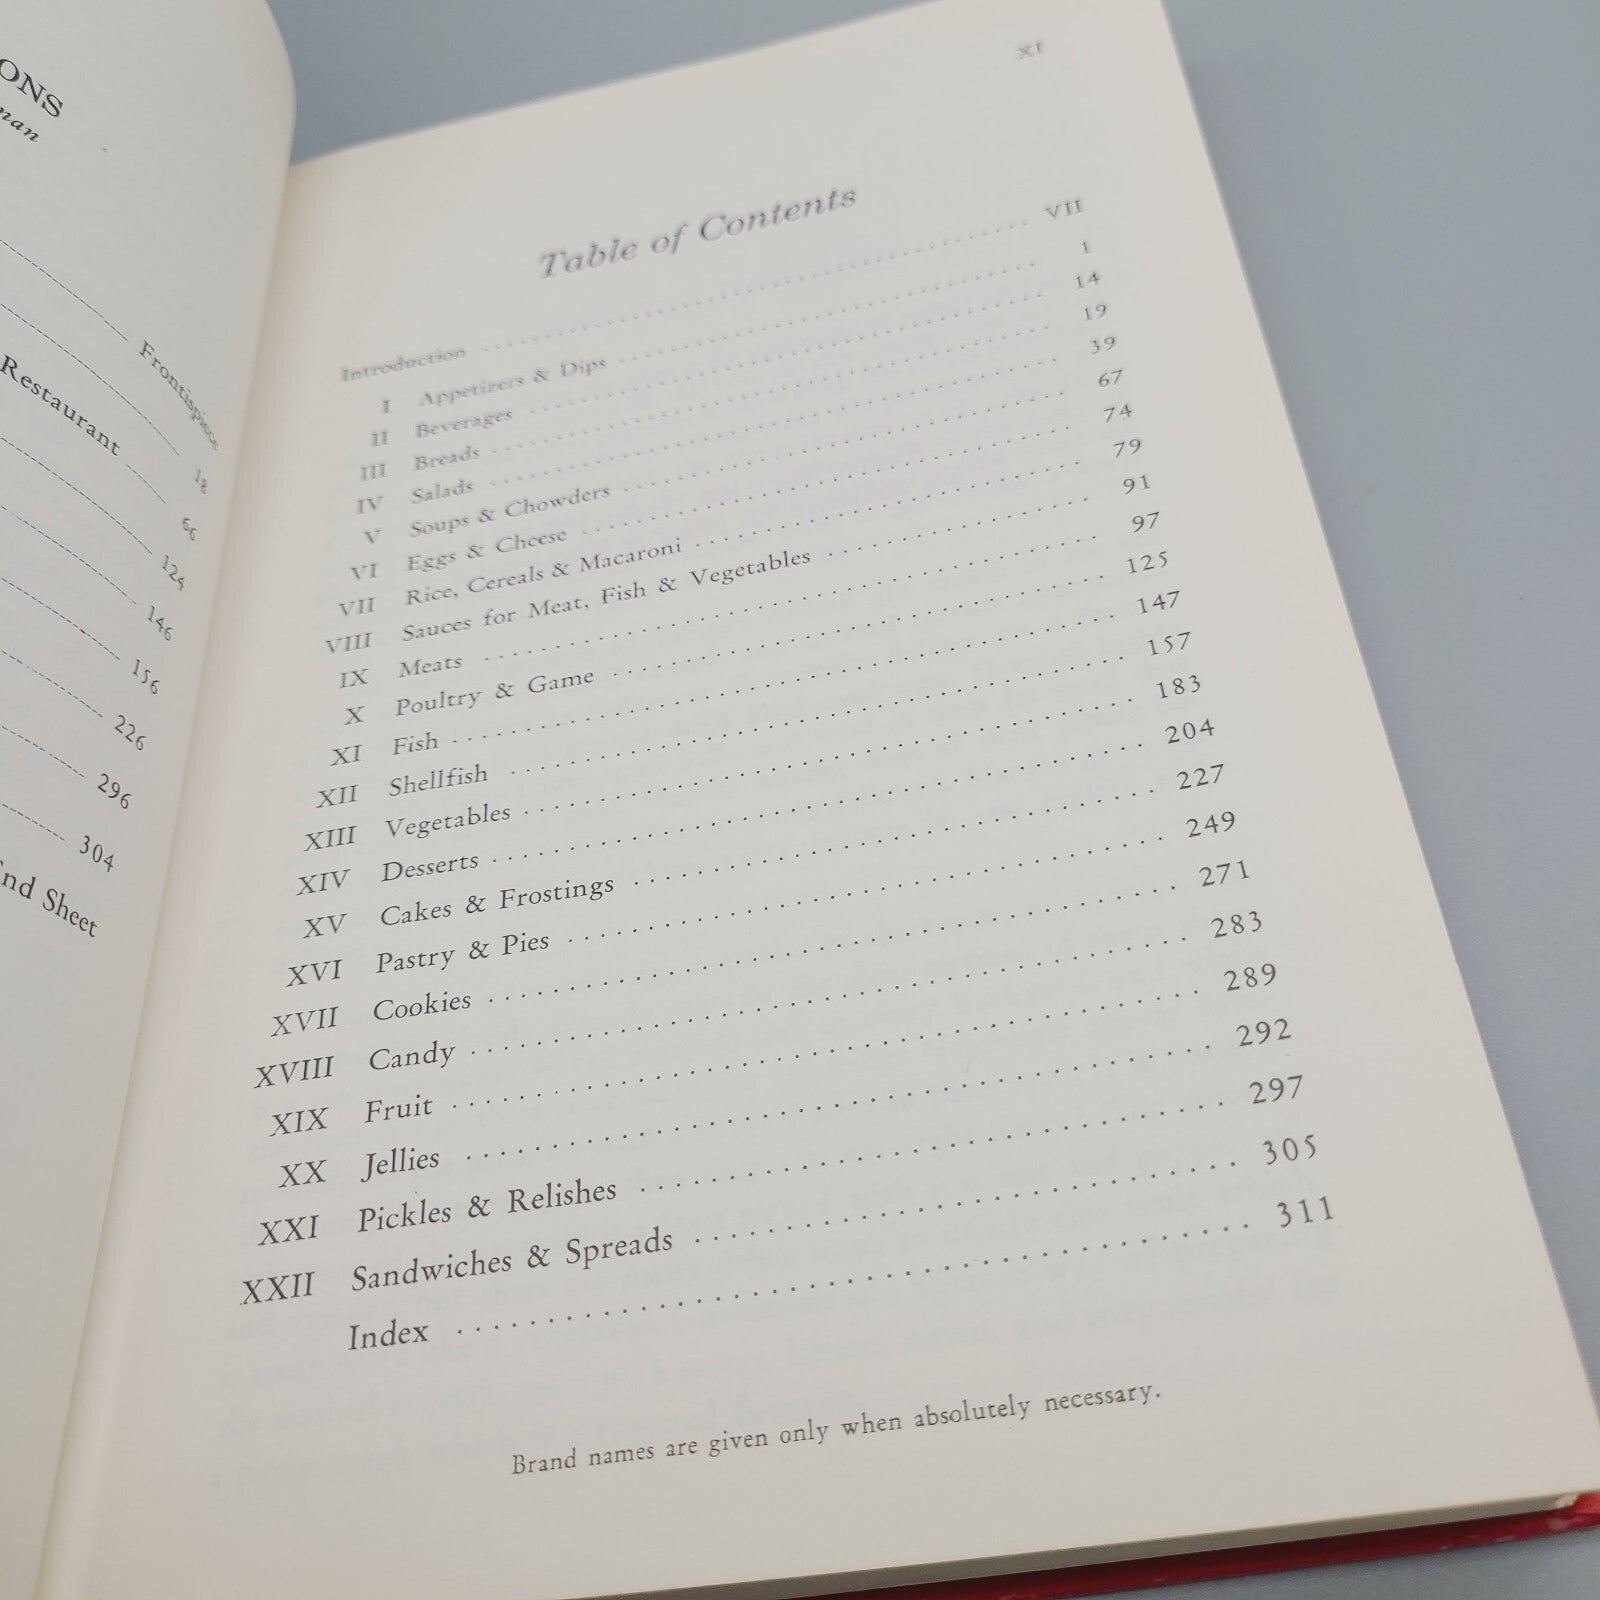 ONS
man
Frontispiece
18
Restaurant 66
124
146
156
226
296
304
nd Sheet
XI
Table of Contents
Introduction VII
I Appetizers & Dips 1
II Beverages 14
III Breads 19
IV Salads 39
V Soups & Chowders 67
VI Eggs & Cheese 74
VII Rice, Cereals & Macaroni 79
VIII Sauces for Meat, Fish & Vegetables 91
IX Meats 97
X Poultry & Game 125
XI Fish 147
XII Shellfish 157
XIII Vegetables 183
XIV Desserts 204
XV Cakes & Frostings 227
XVI Pastry & Pies 249
XVII Cookies 271
XVIII Candy 283
XIX Fruit 289
XX Jellies 292
XXI Pickles & Relishes 297
XXII Sandwiches & Spreads 305
Index 311
Brand names are given only when absolutely necessary.